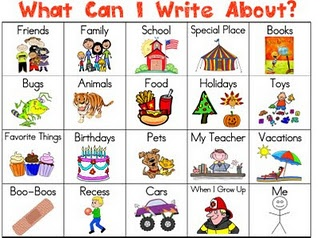 What Can I Write About?
Friends Family School Special Place Books
Bugs Animals Food Holidays Toys
Favorite Things Birthdays Pets My Teacher Vacations
Boo-Boos Recess Cars When I Grow Up Me